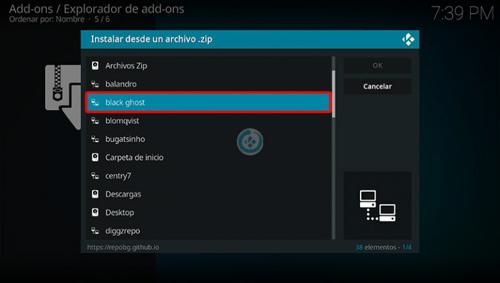 Add-ons / Explorador de add-ons
Ordenar por: Nombre · 5 / 6
7:39 PM
Instalar desde un archivo .zip
Archivos Zip
balandro
black ghost
blomqvist
bugatsinho
Carpeta de inicio
centry7
Descargas
Desktop
diggzrepo
OK
Cancelar
https://repobg.github.io
38 elementos - 1/4